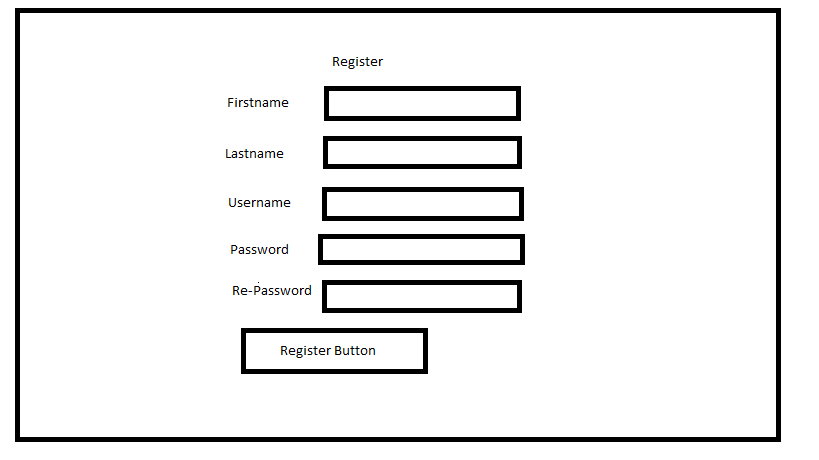 Register
Firstname
Lastname
Username
Password
Re-Password
Register Button